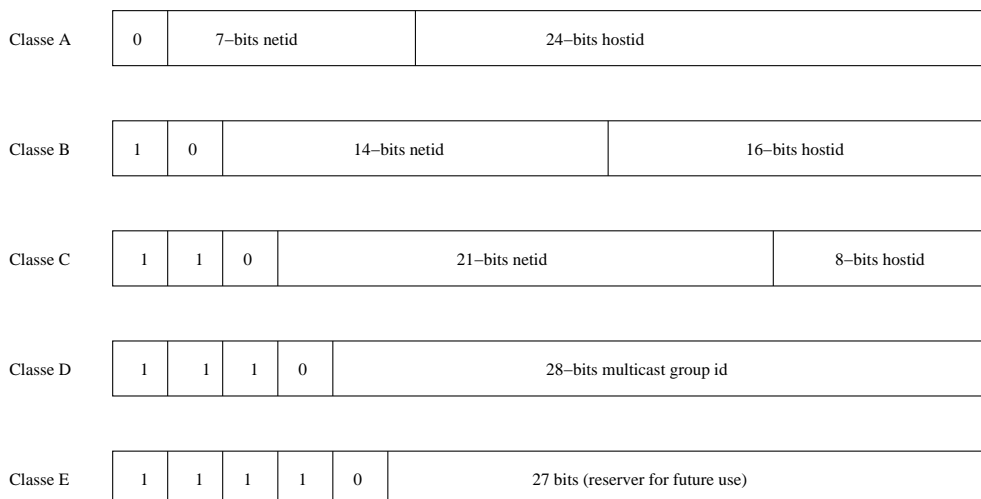 Classe A 0 7−bits netid 24−bits hostid
Classe B 1 0 14−bits netid 16−bits hostid
Classe C 1 1 0 21−bits netid 8−bits hostid
Classe D 1 1 1 0 28−bits multicast group id
Classe E 1 1 1 1 0 27 bits (reserver for future use)